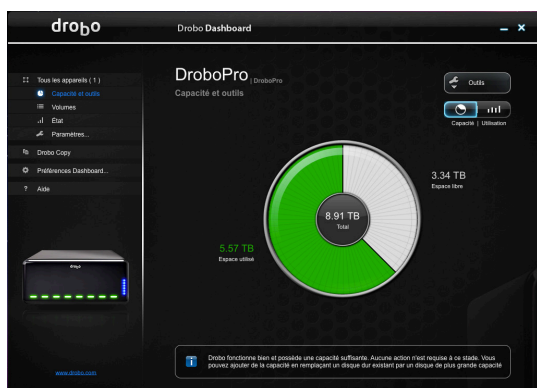 drobo
Drobo Dashboard
Tous les appareils ( 1 )
Capacité et outils
Volumes
État
Paramètres...
Drobo Copy
Préférences Dashboard...
? Aide
drobo
www.drobo.com
DroboPro | DroboPro
Capacité et outils
Outils
Capacité | Utilisation
3.34 TB
Espace libre
8.91 TB
Total
5.57 TB
Espace utilisé
Drobo fonctionne bien et possède une capacité suffisante. Aucune action n'est requise à ce stade. Vous
pouvez ajouter de la capacité en remplaçant un disque dur existant par un disque de plus grande capacité